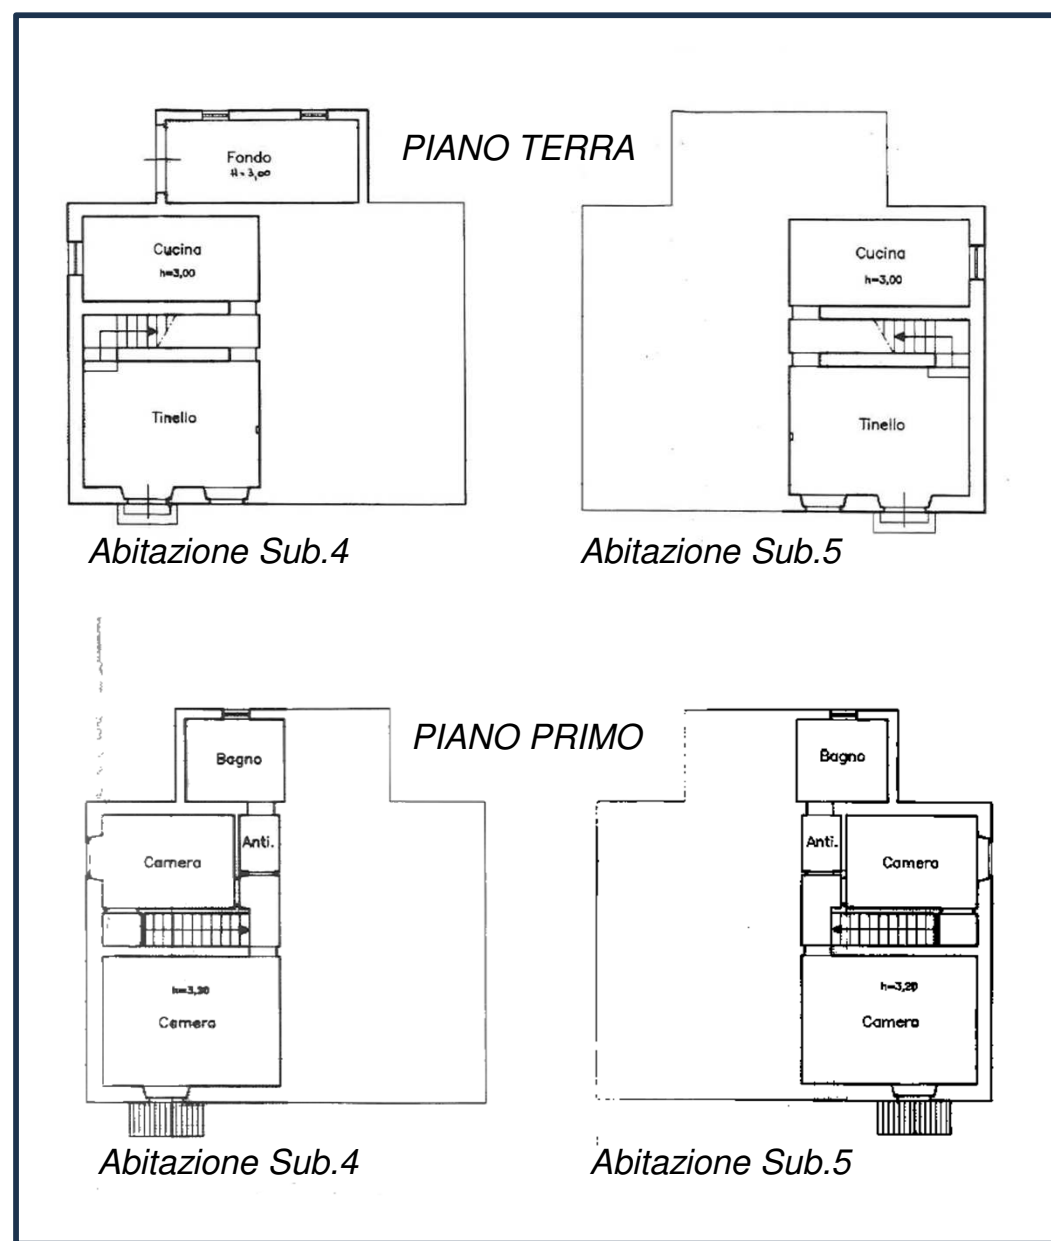 PIANO TERRA
Fondo
H=3,00
Cucina
h=3,00
Tinello
Abitazione Sub.4
Cucina
h=3,00
Tinello
Abitazione Sub.5
PIANO PRIMO
Bagno
Anti.
Camera
h=3,20
Camera
Abitazione Sub.4
Bagno
Anti.
Camera
h=3,20
Camera
Abitazione Sub.5